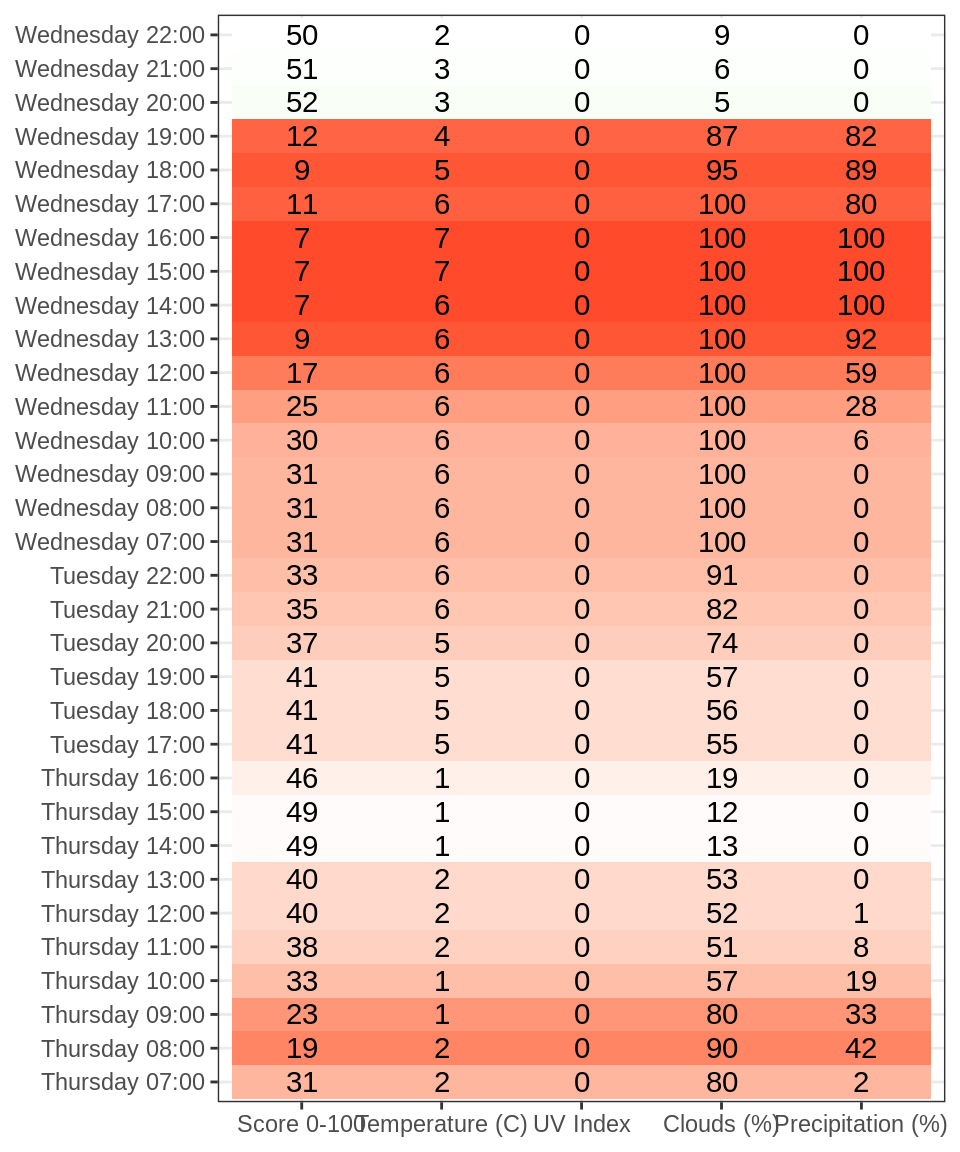 Wednesday 22:00 50 2 0 9 0
Wednesday 21:00 51 3 0 6 0
Wednesday 20:00 52 3 0 5 0
Wednesday 19:00 12 4 0 87 82
Wednesday 18:00 9 5 0 95 89
Wednesday 17:00 11 6 0 100 80
Wednesday 16:00 7 7 0 100 100
Wednesday 15:00 7 7 0 100 100
Wednesday 14:00 7 6 0 100 100
Wednesday 13:00 9 6 0 100 92
Wednesday 12:00 17 6 0 100 59
Wednesday 11:00 25 6 0 100 28
Wednesday 10:00 30 6 0 100 6
Wednesday 09:00 31 6 0 100 0
Wednesday 08:00 31 6 0 100 0
Wednesday 07:00 31 6 0 100 0
Tuesday 22:00 33 6 0 91 0
Tuesday 21:00 35 6 0 82 0
Tuesday 20:00 37 5 0 74 0
Tuesday 19:00 41 5 0 57 0
Tuesday 18:00 41 5 0 56 0
Tuesday 17:00 41 5 0 55 0
Thursday 16:00 46 1 0 19 0
Thursday 15:00 49 1 0 12 0
Thursday 14:00 49 1 0 13 0
Thursday 13:00 40 2 0 53 0
Thursday 12:00 40 2 0 52 1
Thursday 11:00 38 2 0 51 8
Thursday 10:00 33 1 0 57 19
Thursday 09:00 23 1 0 80 33
Thursday 08:00 19 2 0 90 42
Thursday 07:00 31 2 0 80 2
Score 0-100 Temperature (C) UV Index Clouds (%) Precipitation (%)